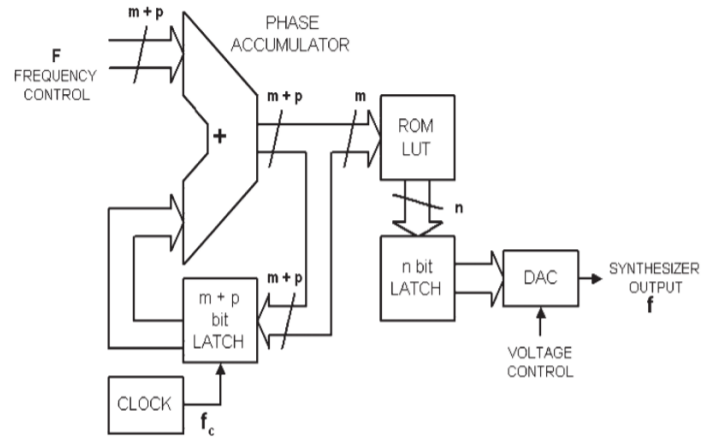 m + p
PHASE
ACCUMULATOR
F
FREQUENCY
CONTROL
+
m + p
m
ROM
LUT
n
n bit
LATCH
DAC
SYNTHESIZER
OUTPUT
f
VOLTAGE
CONTROL
m + p
m + p
bit
LATCH
CLOCK
fc